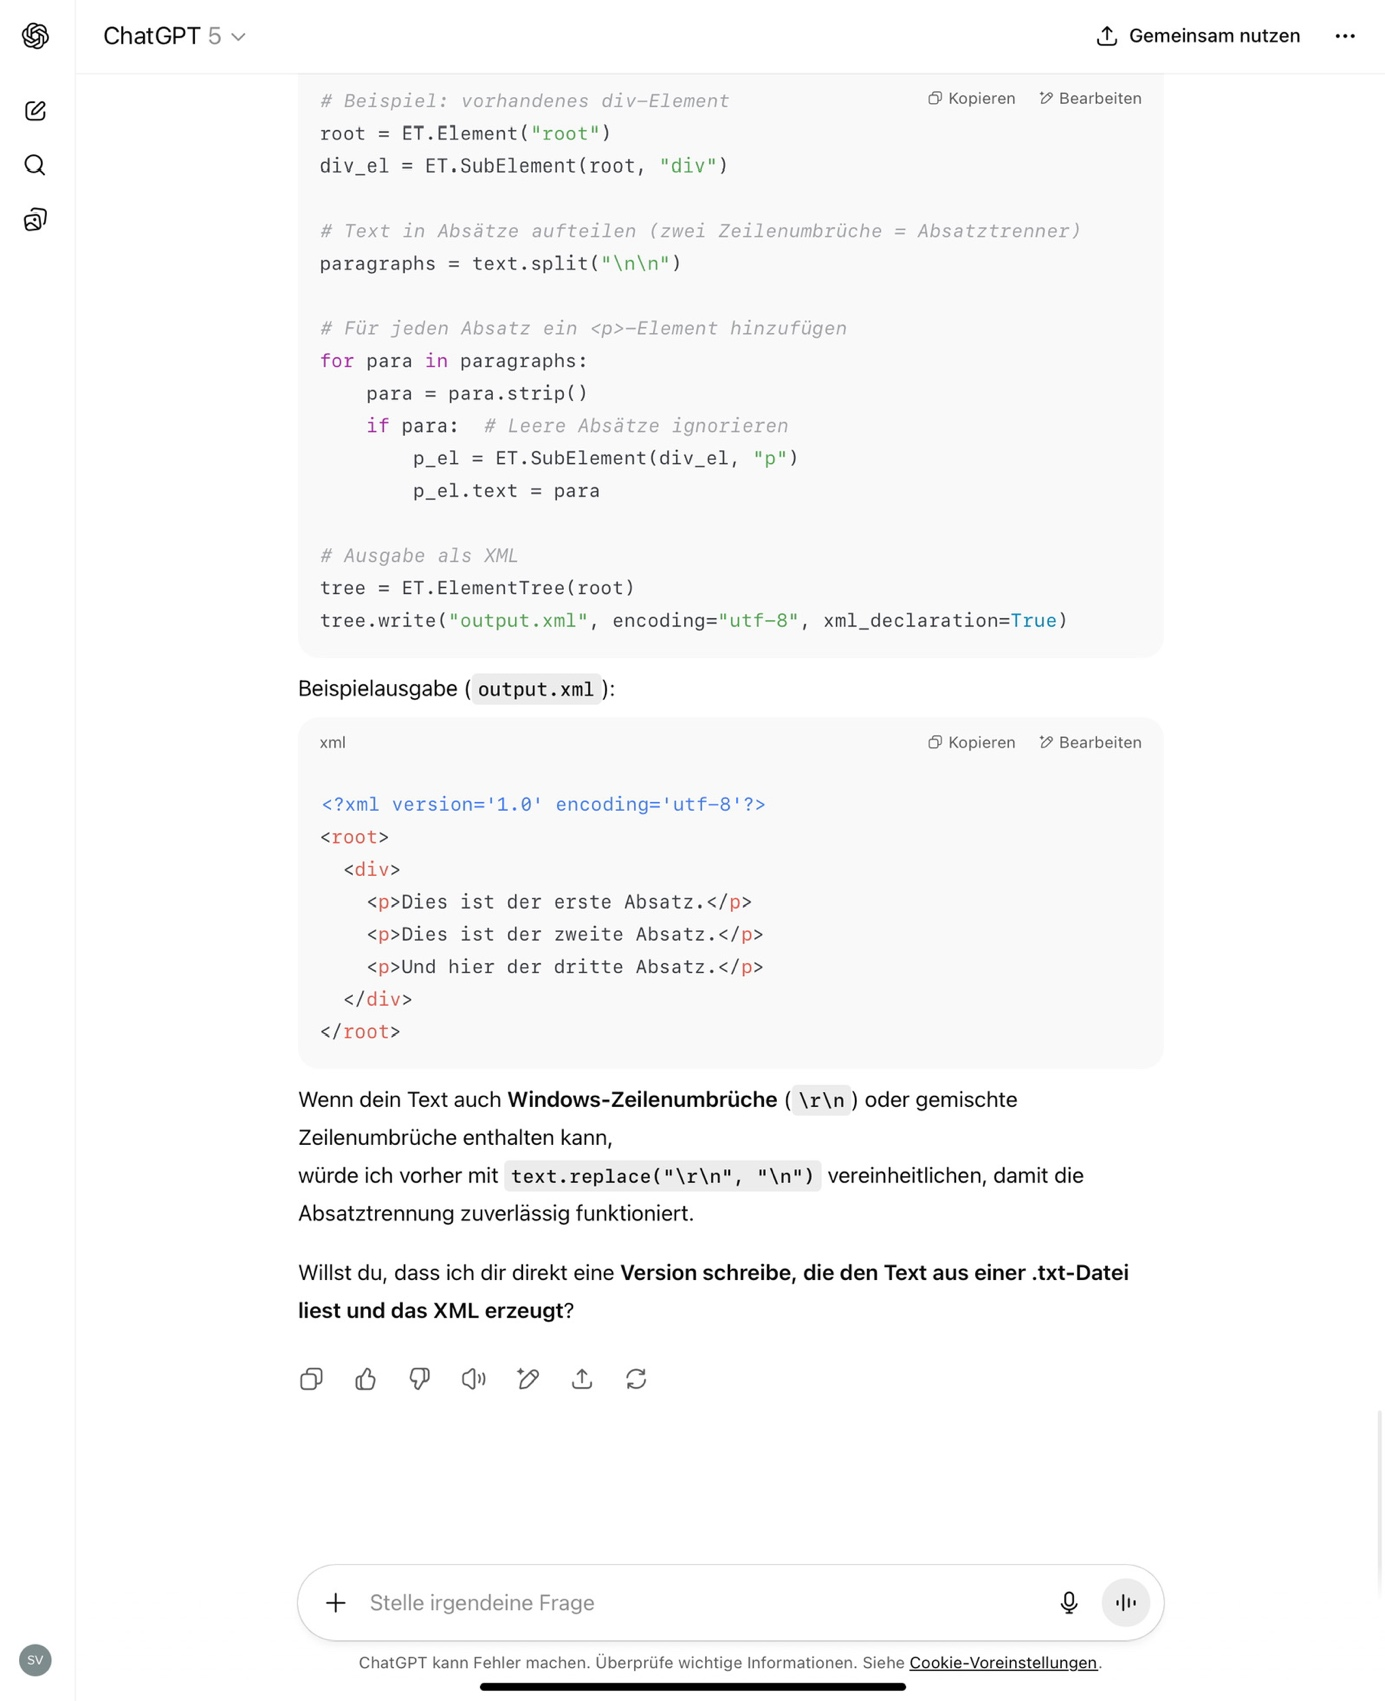 ChatGPT 5
Gemeinsam nutzen
# Beispiel: vorhandenes div-Element
Kopieren
Bearbeiten
root = ET.Element("root")
div_el = ET.SubElement(root, "div")
# Text in Absätze aufteilen (zwei Zeilenumbrüche = Absatztrenner)
paragraphs = text.split("\n\n")
# Für jeden Absatz ein <p>-Element hinzufügen
for para in paragraphs:
    para = para.strip()
    if para:  # Leere Absätze ignorieren
        p_el = ET.SubElement(div_el, "p")
        p_el.text = para
# Ausgabe als XML
tree = ET.ElementTree(root)
tree.write("output.xml", encoding="utf-8", xml_declaration=True)
Beispielausgabe (output.xml):
xml
Kopieren
Bearbeiten
<?xml version='1.0' encoding='utf-8'?>
<root>
  <div>
    <p>Dies ist der erste Absatz.</p>
    <p>Dies ist der zweite Absatz.</p>
    <p>Und hier der dritte Absatz.</p>
  </div>
</root>
Wenn dein Text auch Windows-Zeilenumbrüche (\r\n) oder gemischte
Zeilenumbrüche enthalten kann,
würde ich vorher mit text.replace("\r\n", "\n") vereinheitlichen, damit die
Absatztrennung zuverlässig funktioniert.
Willst du, dass ich dir direkt eine Version schreibe, die den Text aus einer .txt-Datei
liest und das XML erzeugt?
Stelle irgendeine Frage
SV
ChatGPT kann Fehler machen. Überprüfe wichtige Informationen. Siehe Cookie-Voreinstellungen.